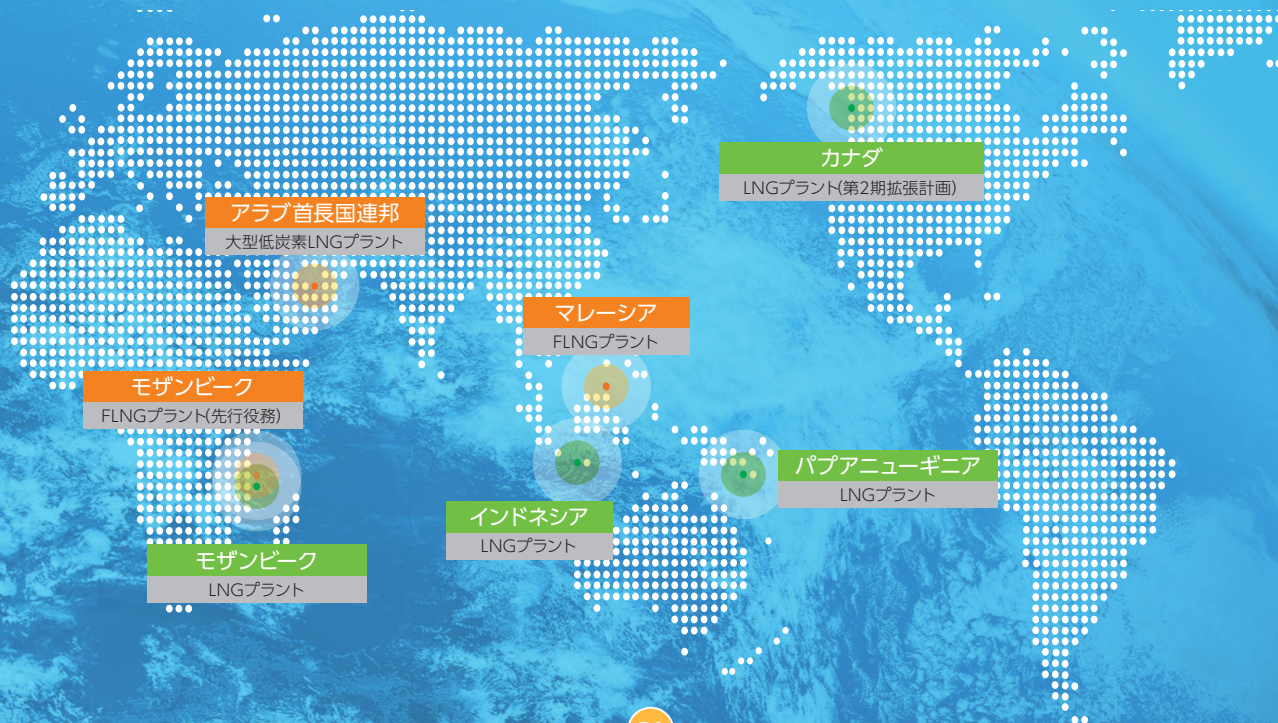 カナダ
LNGプラント(第2期拡張計画)
アラブ首長国連邦
大型低炭素LNGプラント
マレーシア
FLNGプラント
モザンビーク
FLNGプラント(先行役務)
パプアニューギニア
LNGプラント
インドネシア
LNGプラント
モザンビーク
LNGプラント